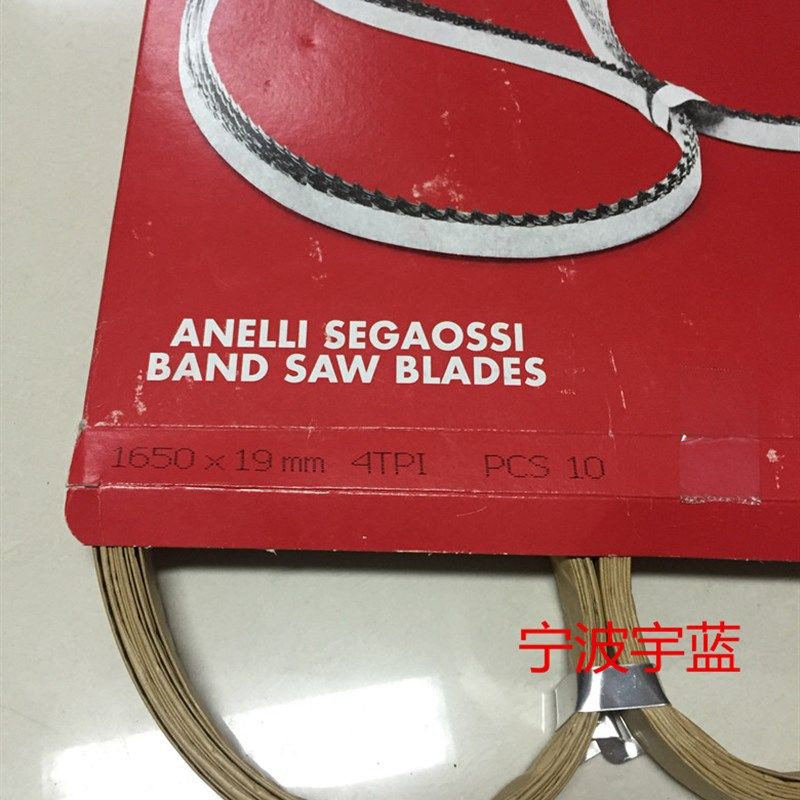 ANELLI SEGAOSSI
BAND SAW BLADES
1650 x 19 mm 4TPI PCS 10
宁波宇蓝